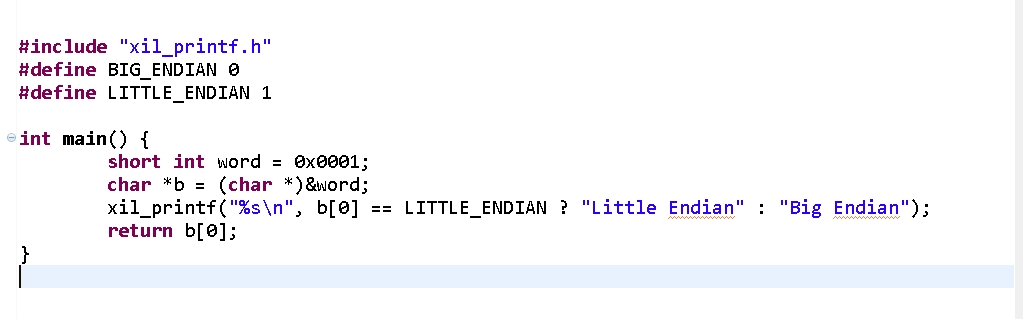 #include "xil_printf.h"
#define BIG_ENDIAN 0
#define LITTLE_ENDIAN 1
int main() {
short int word = 0x0001;
char *b = (char *)&word;
xil_printf("%s\n", b[0] == LITTLE_ENDIAN ? "Little Endian" : "Big Endian");
return b[0];
}